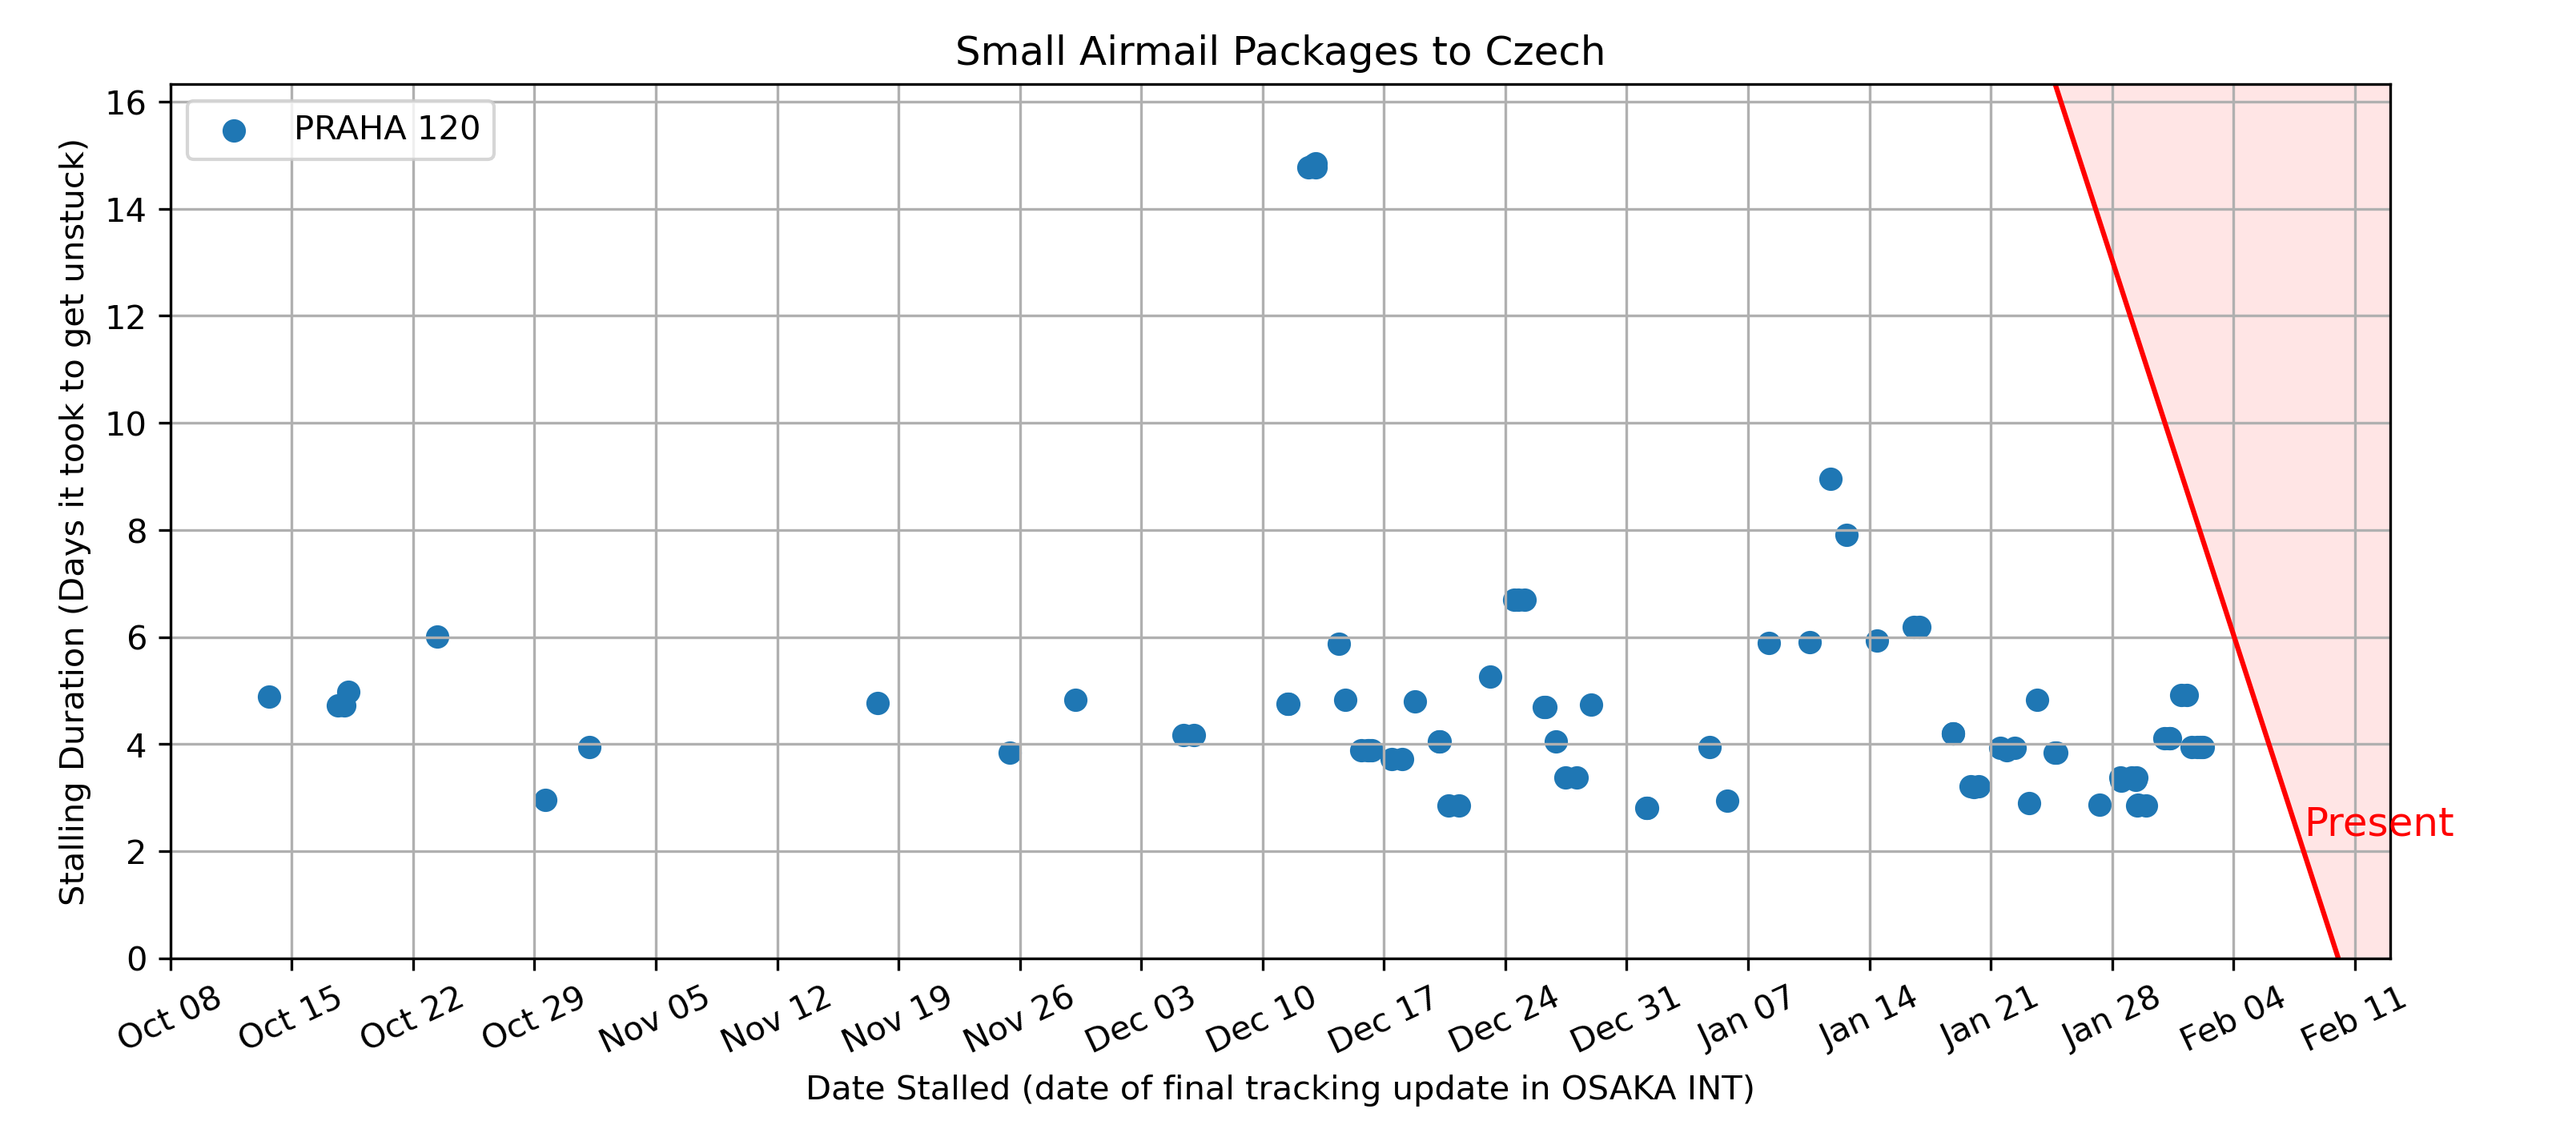 Small Airmail Packages to Czech
PRAHA 120
Stalling Duration (Days it took to get unstuck)
16
14
12
10
8
6
4
2
0
Present
Oct 08
Oct 15
Oct 22
Oct 29
Nov 05
Nov 12
Nov 19
Nov 26
Dec 03
Dec 10
Dec 17
Dec 24
Dec 31
Jan 07
Jan 14
Jan 21
Jan 28
Feb 04
Feb 11
Date Stalled (date of final tracking update in OSAKA INT)